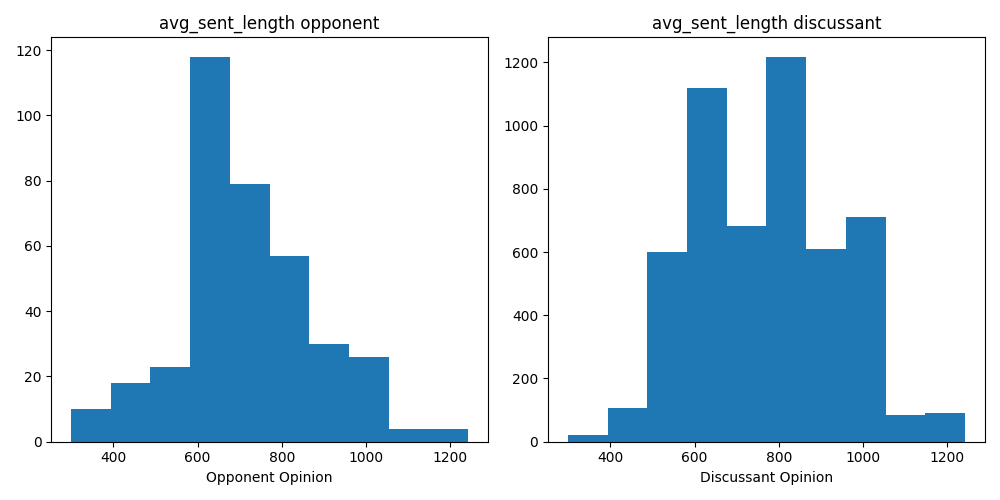 avg_sent_length opponent
120
100
80
60
40
20
0
400 600 800 1000 1200
Opponent Opinion
avg_sent_length discussant
1200
1000
800
600
400
200
0
400 600 800 1000 1200
Discussant Opinion